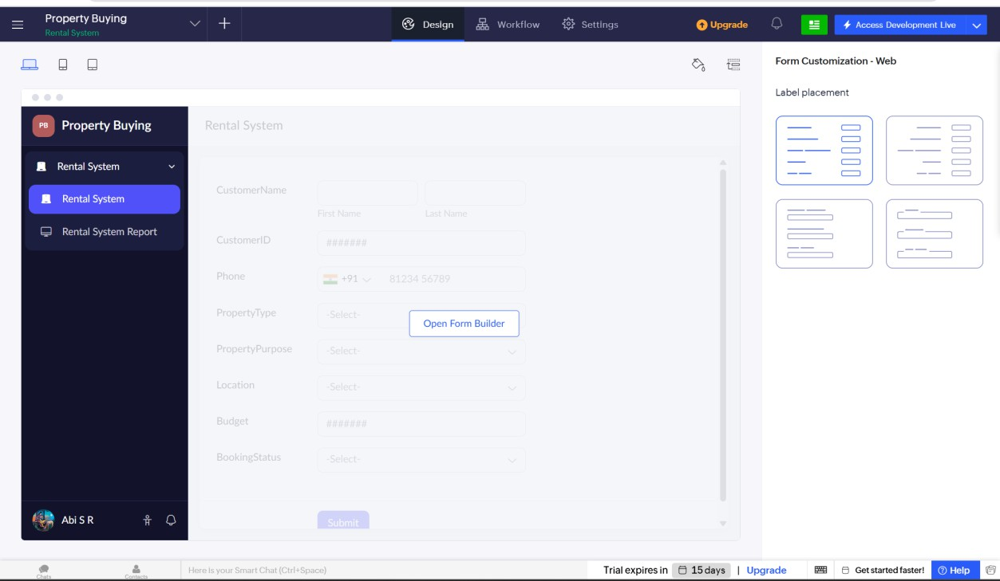 Property Buying
Rental System
Design
Workflow
Settings
Upgrade
Access Development Live
Form Customization - Web
Label placement
PB Property Buying
Rental System
Rental System
Rental System
Rental System Report
CustomerName
First Name Last Name
CustomerID #######
Phone +91 81234 56789
PropertyType -Select-
Open Form Builder
PropertyPurpose -Select-
Location -Select-
Budget #######
BookingStatus -Select-
Submit
Abi S R
Chats
Contacts
Here is your Smart Chat (Ctrl+Space)
Trial expires in 15 days | Upgrade
Get started faster!
Help